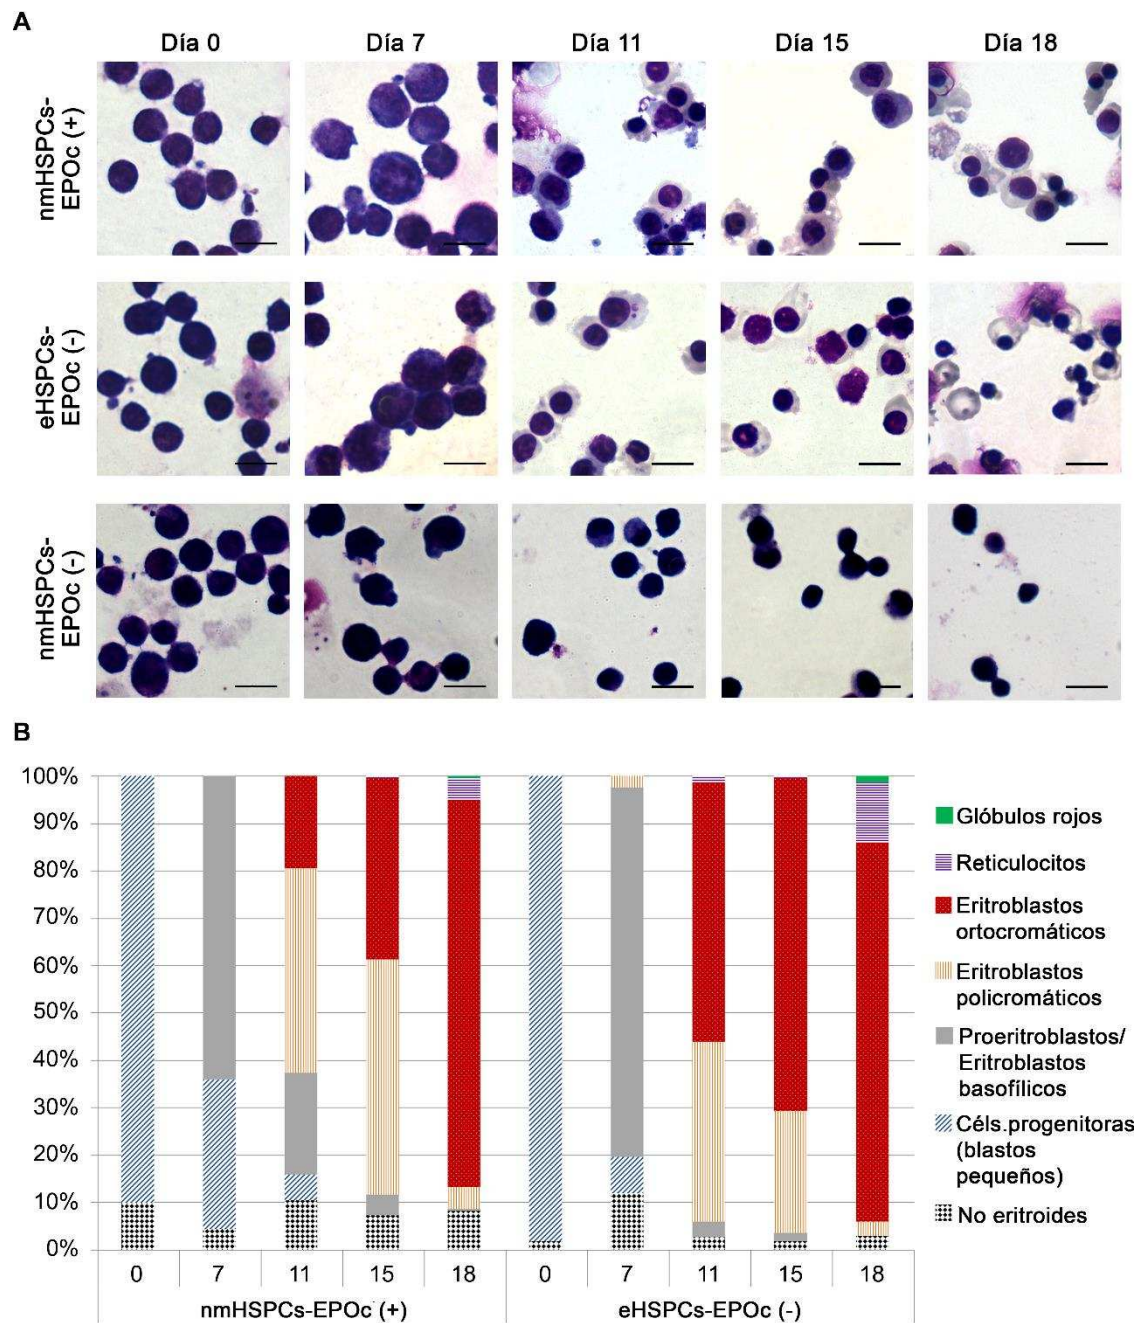 A
Día 0 Día 7 Día 11 Día 15 Día 18
nmHSPCs-
EPOc (+)
eHSPCs-
EPOc (-)
nmHSPCs-
EPOc (-)
B
100%
90%
80%
70%
60%
50%
40%
30%
20%
10%
0%
0 7 11 15 18 0 7 11 15 18
nmHSPCs-EPOc (+) eHSPCs-EPOc (-)
Glóbulos rojos
Reticulocitos
Eritroblastos
ortocromáticos
Eritroblastos
policromáticos
Proeritroblastos/
Eritroblastos
basofílicos
Céls.progenitoras
(blastos
pequeños)
No eritroides